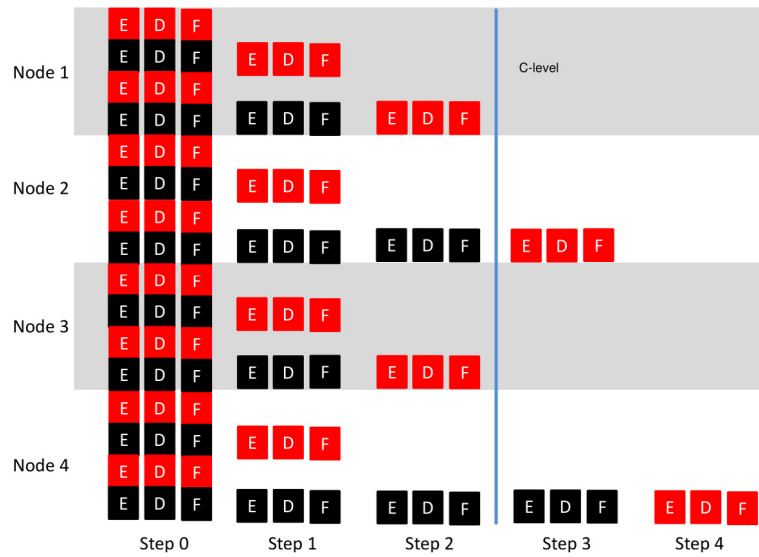 E D F
E D F
Node 1 E D F
C-level
E D F
E D F E D F E D F
E D F
Node 2 E D F E D F
E D F
E D F E D F E D F E D F
E D F
Node 3 E D F E D F
E D F
E D F E D F E D F
E D F
Node 4 E D F E D F
E D F
E D F E D F E D F E D F E D F
Step 0 Step 1 Step 2 Step 3 Step 4